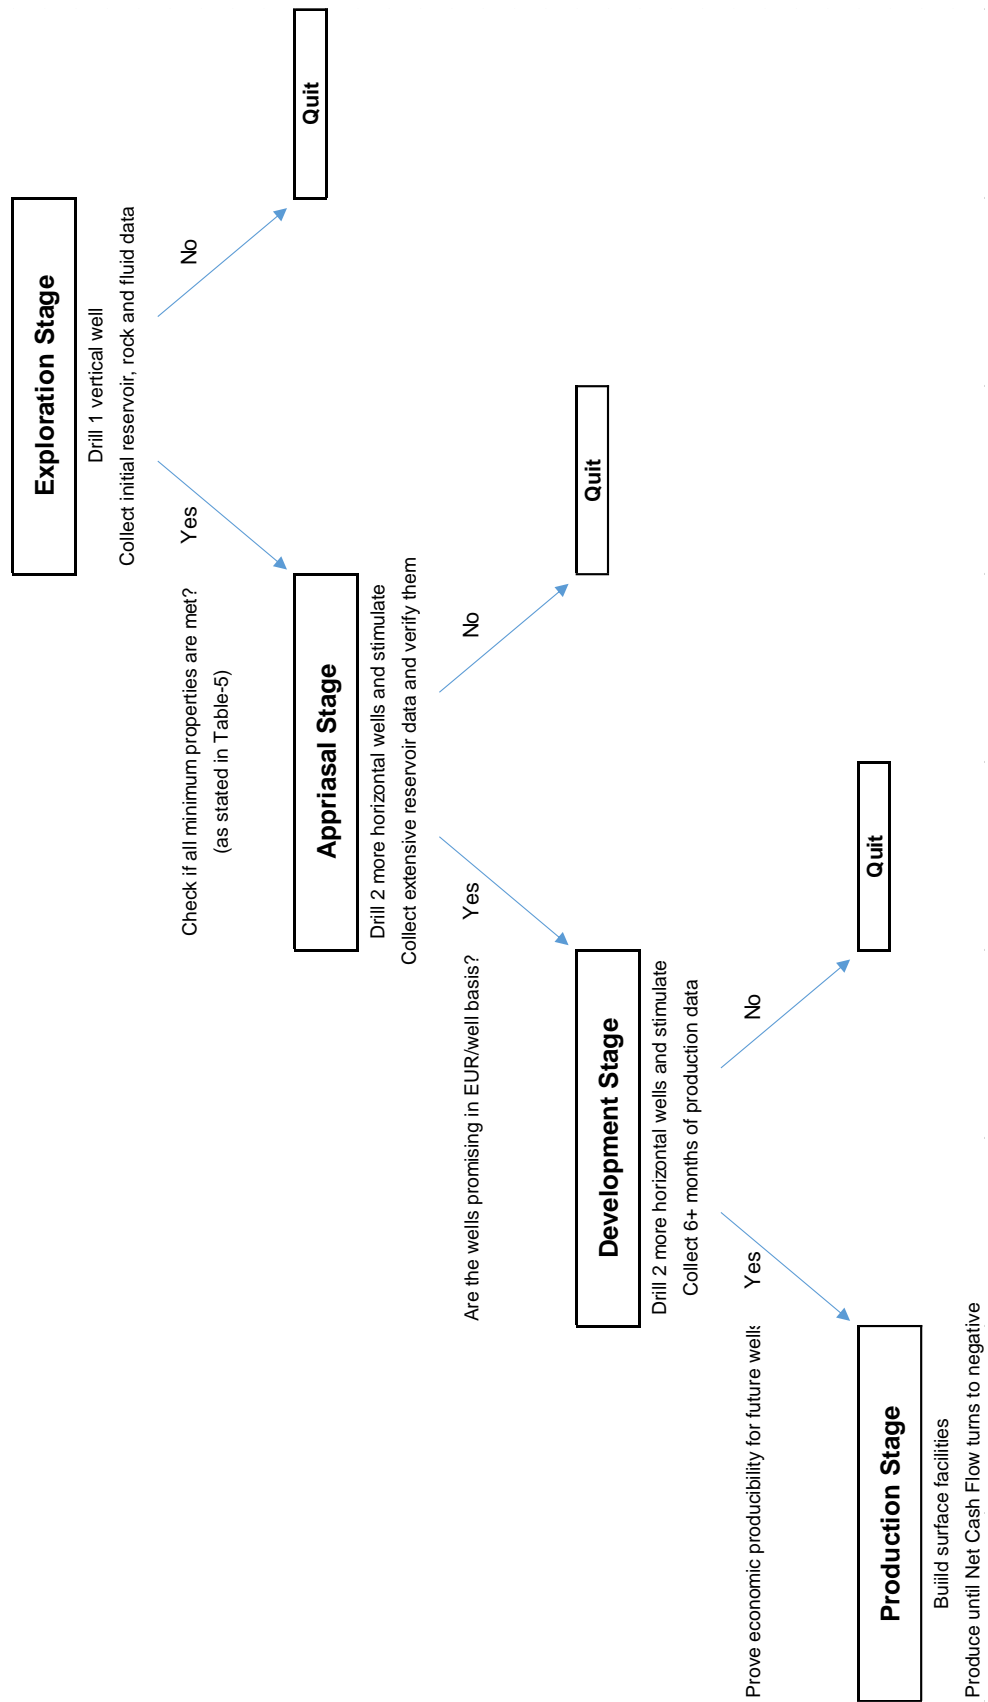 Exploration Stage
Drill 1 vertical well
Collect initial reservoir, rock and fluid data
Check if all minimum properties are met?
(as stated in Table-5)
Yes
No
Appriasal Stage
Quit
Drill 2 more horizontal wells and stimulate
Collect extensive reservoir data and verify them
Are the wells promising in EUR/well basis?
Yes
No
Development Stage
Quit
Drill 2 more horizontal wells and stimulate
Collect 6+ months of production data
Prove economic producibility for future wells
Yes
No
Production Stage
Quit
Buiild surface facilities
Produce until Net Cash Flow turns to negative